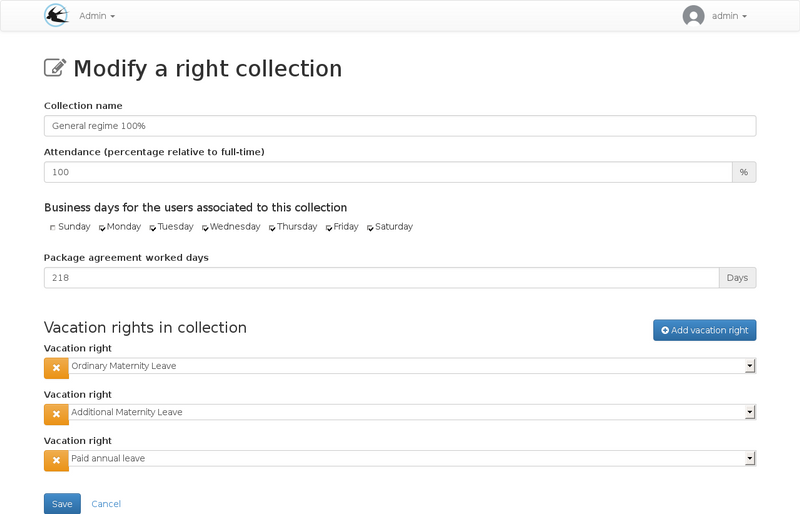 Admin admin
Modify a right collection
Collection name
General regime 100%
Attendance (percentage relative to full-time)
100 %
Business days for the users associated to this collection
Sunday Monday Tuesday Wednesday Thursday Friday Saturday
Package agreement worked days
218 Days
Vacation rights in collection Add vacation right
Vacation right
Ordinary Maternity Leave
Vacation right
Additional Maternity Leave
Vacation right
Paid annual leave
Save Cancel